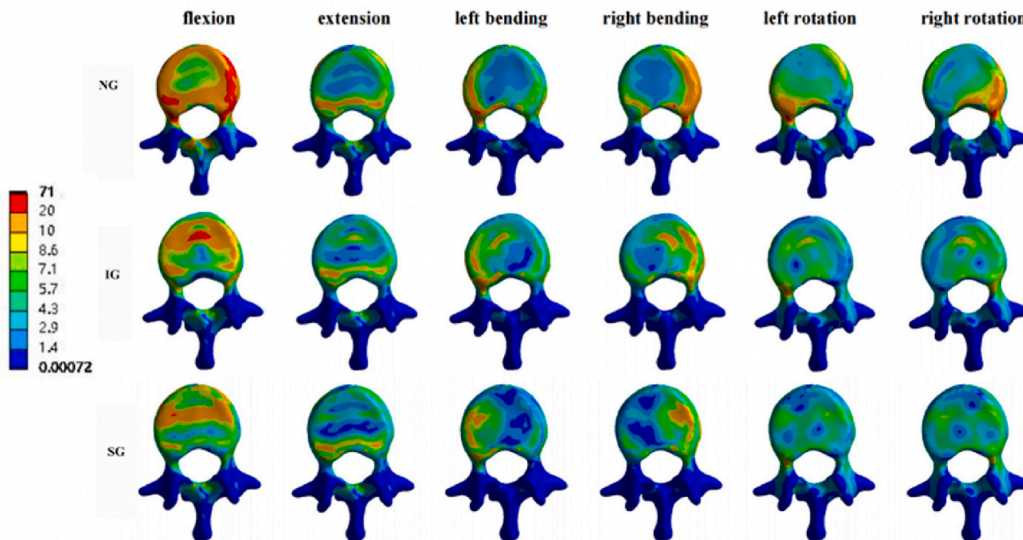 flexion extension left bending right bending left rotation right rotation
NG
71
20
10
8.6
7.1
IG
5.7
4.3
2.9
1.4
0.00072
SG